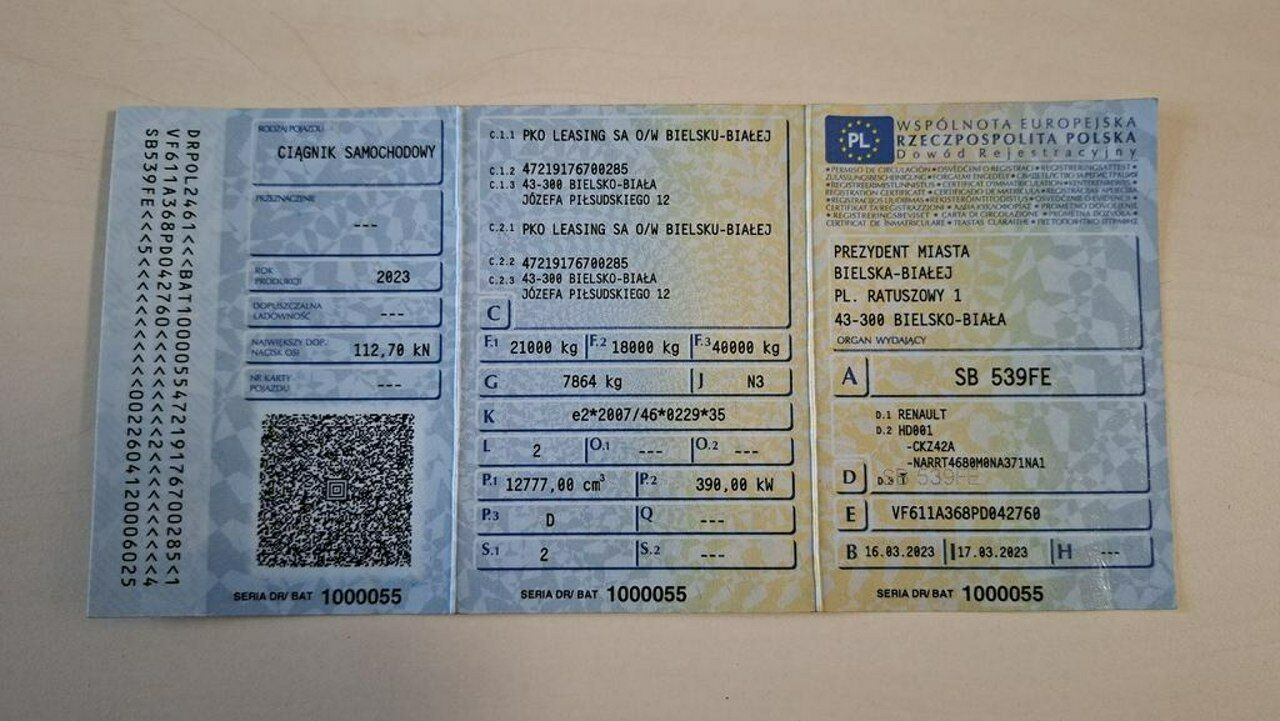 DRPOL2461<<BAT100005547219176700285<1
VF611A368PD042760<<<<<<<<<2<<<<<<<<4
SB539FE<<<5<<<<<<<<<<<0022604120006025
RODZAJ POJAZDU
CIĄGNIK SAMOCHODOWY
PRZEZNACZENIE
---
ROK PRODUKCJI
2023
DOPUSZCZALNA ŁADOWNOŚĆ
---
NAJWIĘKSZY DOP. NACISK OSI
112,70 kN
NR KARTY POJAZDU
---
SERIA DR/ BAT 1000055
C.1.1 PKO LEASING SA O/W BIELSKU-BIAŁEJ
C.1.2 47219176700285
C.1.3 43-300 BIELSKO-BIAŁA
JÓZEFA PIŁSUDSKIEGO 12
C.2.1 PKO LEASING SA O/W BIELSKU-BIAŁEJ
C.2.2 47219176700285
C.2.3 43-300 BIELSKO-BIAŁA
JÓZEFA PIŁSUDSKIEGO 12
C
F.1 21000 kg F.2 18000 kg F.3 40000 kg
G 7864 kg J N3
K e2*2007/46*0229*35
L 2 O.1 --- O.2 ---
P.1 12777,00 cm³ P.2 390,00 kW
P.3 D Q ---
S.1 2 S.2 ---
SERIA DR/ BAT 1000055
PL
WSPÓLNOTA EUROPEJSKA
RZECZPOSPOLITA POLSKA
Dowód Rejestracyjny
PREZYDENT MIASTA
BIELSKA-BIAŁEJ
PL. RATUSZOWY 1
43-300 BIELSKO-BIAŁA
ORGAN WYDAJĄCY
A SB 539FE
D.1 RENAULT
D.2 HD001
-CKZ42A
-NARRT4680M0NA371NA1
D D.3 T
SB 539FE
E VF611A368PD042760
B 16.03.2023 I 17.03.2023 H ---
SERIA DR/ BAT 1000055